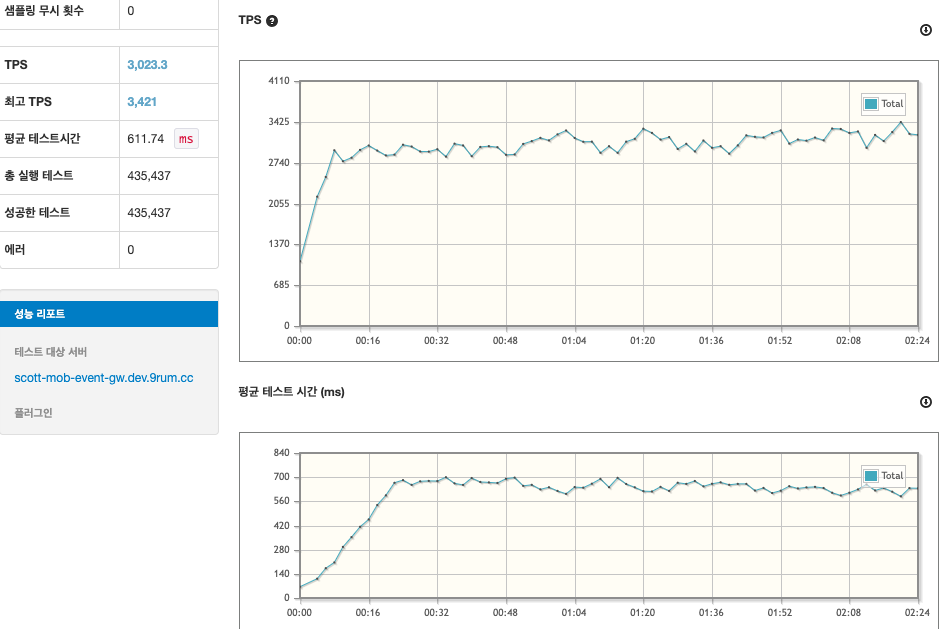 샘플링 무시 횟수 0
TPS 3,023.3
최고 TPS 3,421
평균 테스트시간 611.74 ms
총 실행 테스트 435,437
성공한 테스트 435,437
에러 0
성능 리포트
테스트 대상 서버
scott-mob-event-gw.dev.9rum.cc
플러그인
TPS ?
4110
3425
2740
2055
1370
685
0
Total
00:00 00:16 00:32 00:48 01:04 01:20 01:36 01:52 02:08 02:24
평균 테스트 시간 (ms)
840
700
560
420
280
140
0
Total
00:00 00:16 00:32 00:48 01:04 01:20 01:36 01:52 02:08 02:24